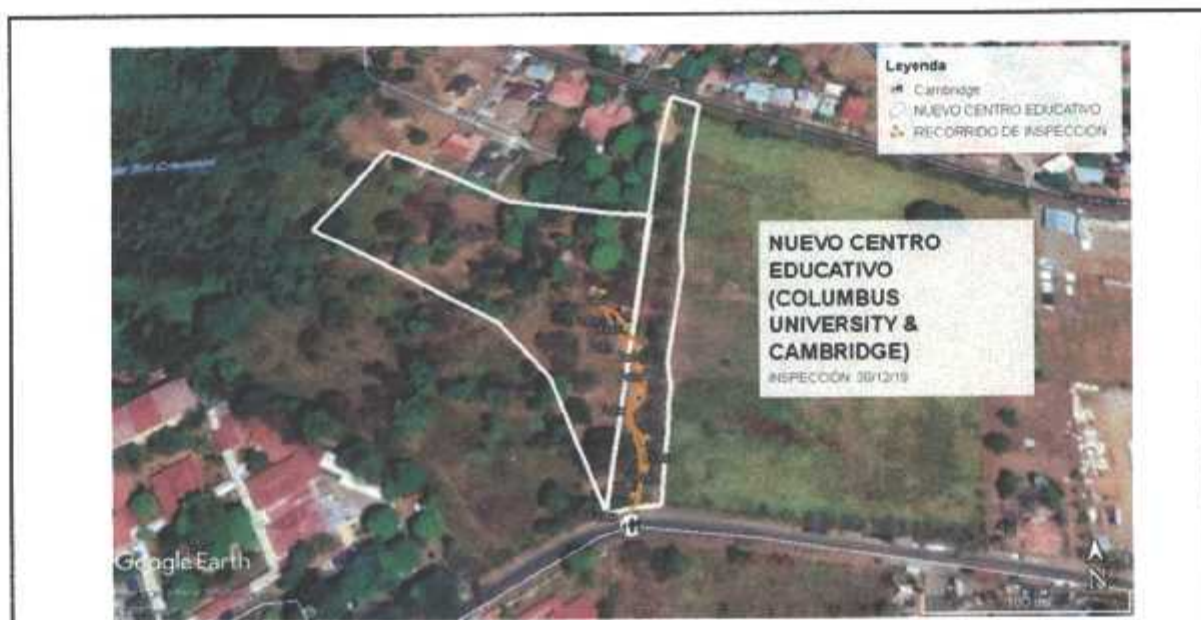 Leyenda
Cambridge
NUEVO CENTRO EDUCATIVO
RECORRIDO DE INSPECCIÓN
NUEVO CENTRO
EDUCATIVO
(COLUMBUS
UNIVERSITY &
CAMBRIDGE)
INSPECCIÓN: 30/12/19
Google Earth
N
100 m